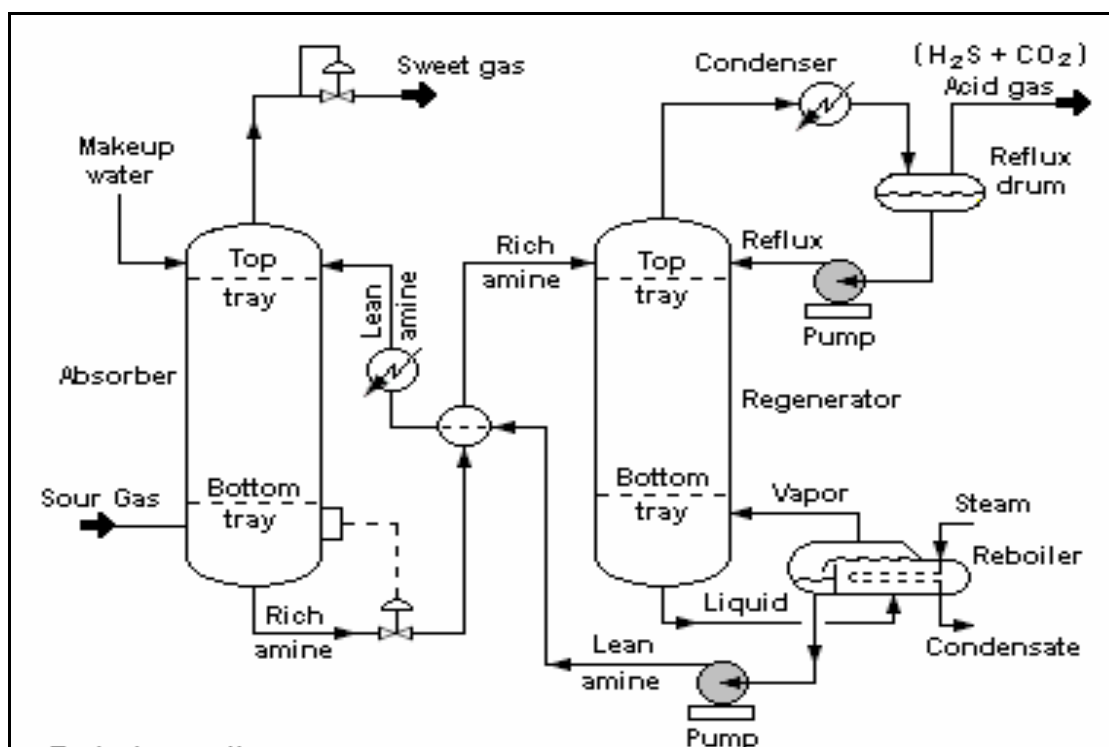 Sweet gas
Condenser
(H₂S + CO₂)
Acid gas
Makeup
water
Reflux
drum
Top
tray
Lean
amine
Rich
amine
Top
tray
Reflux
Pump
Absorber
Regenerator
Sour Gas
Bottom
tray
Bottom
tray
Vapor
Steam
Reboiler
Rich
amine
Liquid
Condensate
Lean
amine
Pump